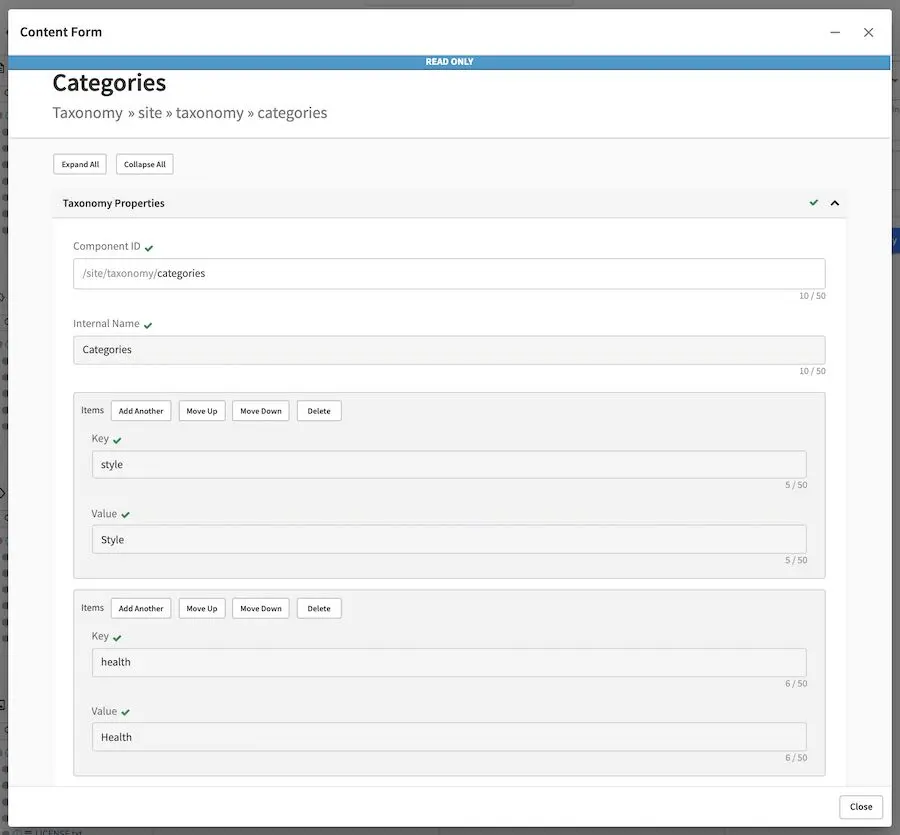 Content Form
READ ONLY
Categories
Taxonomy » site » taxonomy » categories
Expand All Collapse All
Taxonomy Properties
Component ID
/site/taxonomy/categories
10 / 50
Internal Name
Categories
10 / 50
Items Add Another Move Up Move Down Delete
Key
style
5 / 50
Value
Style
5 / 50
Items Add Another Move Up Move Down Delete
Key
health
6 / 50
Value
Health
6 / 50
Close
LICENSE.txt